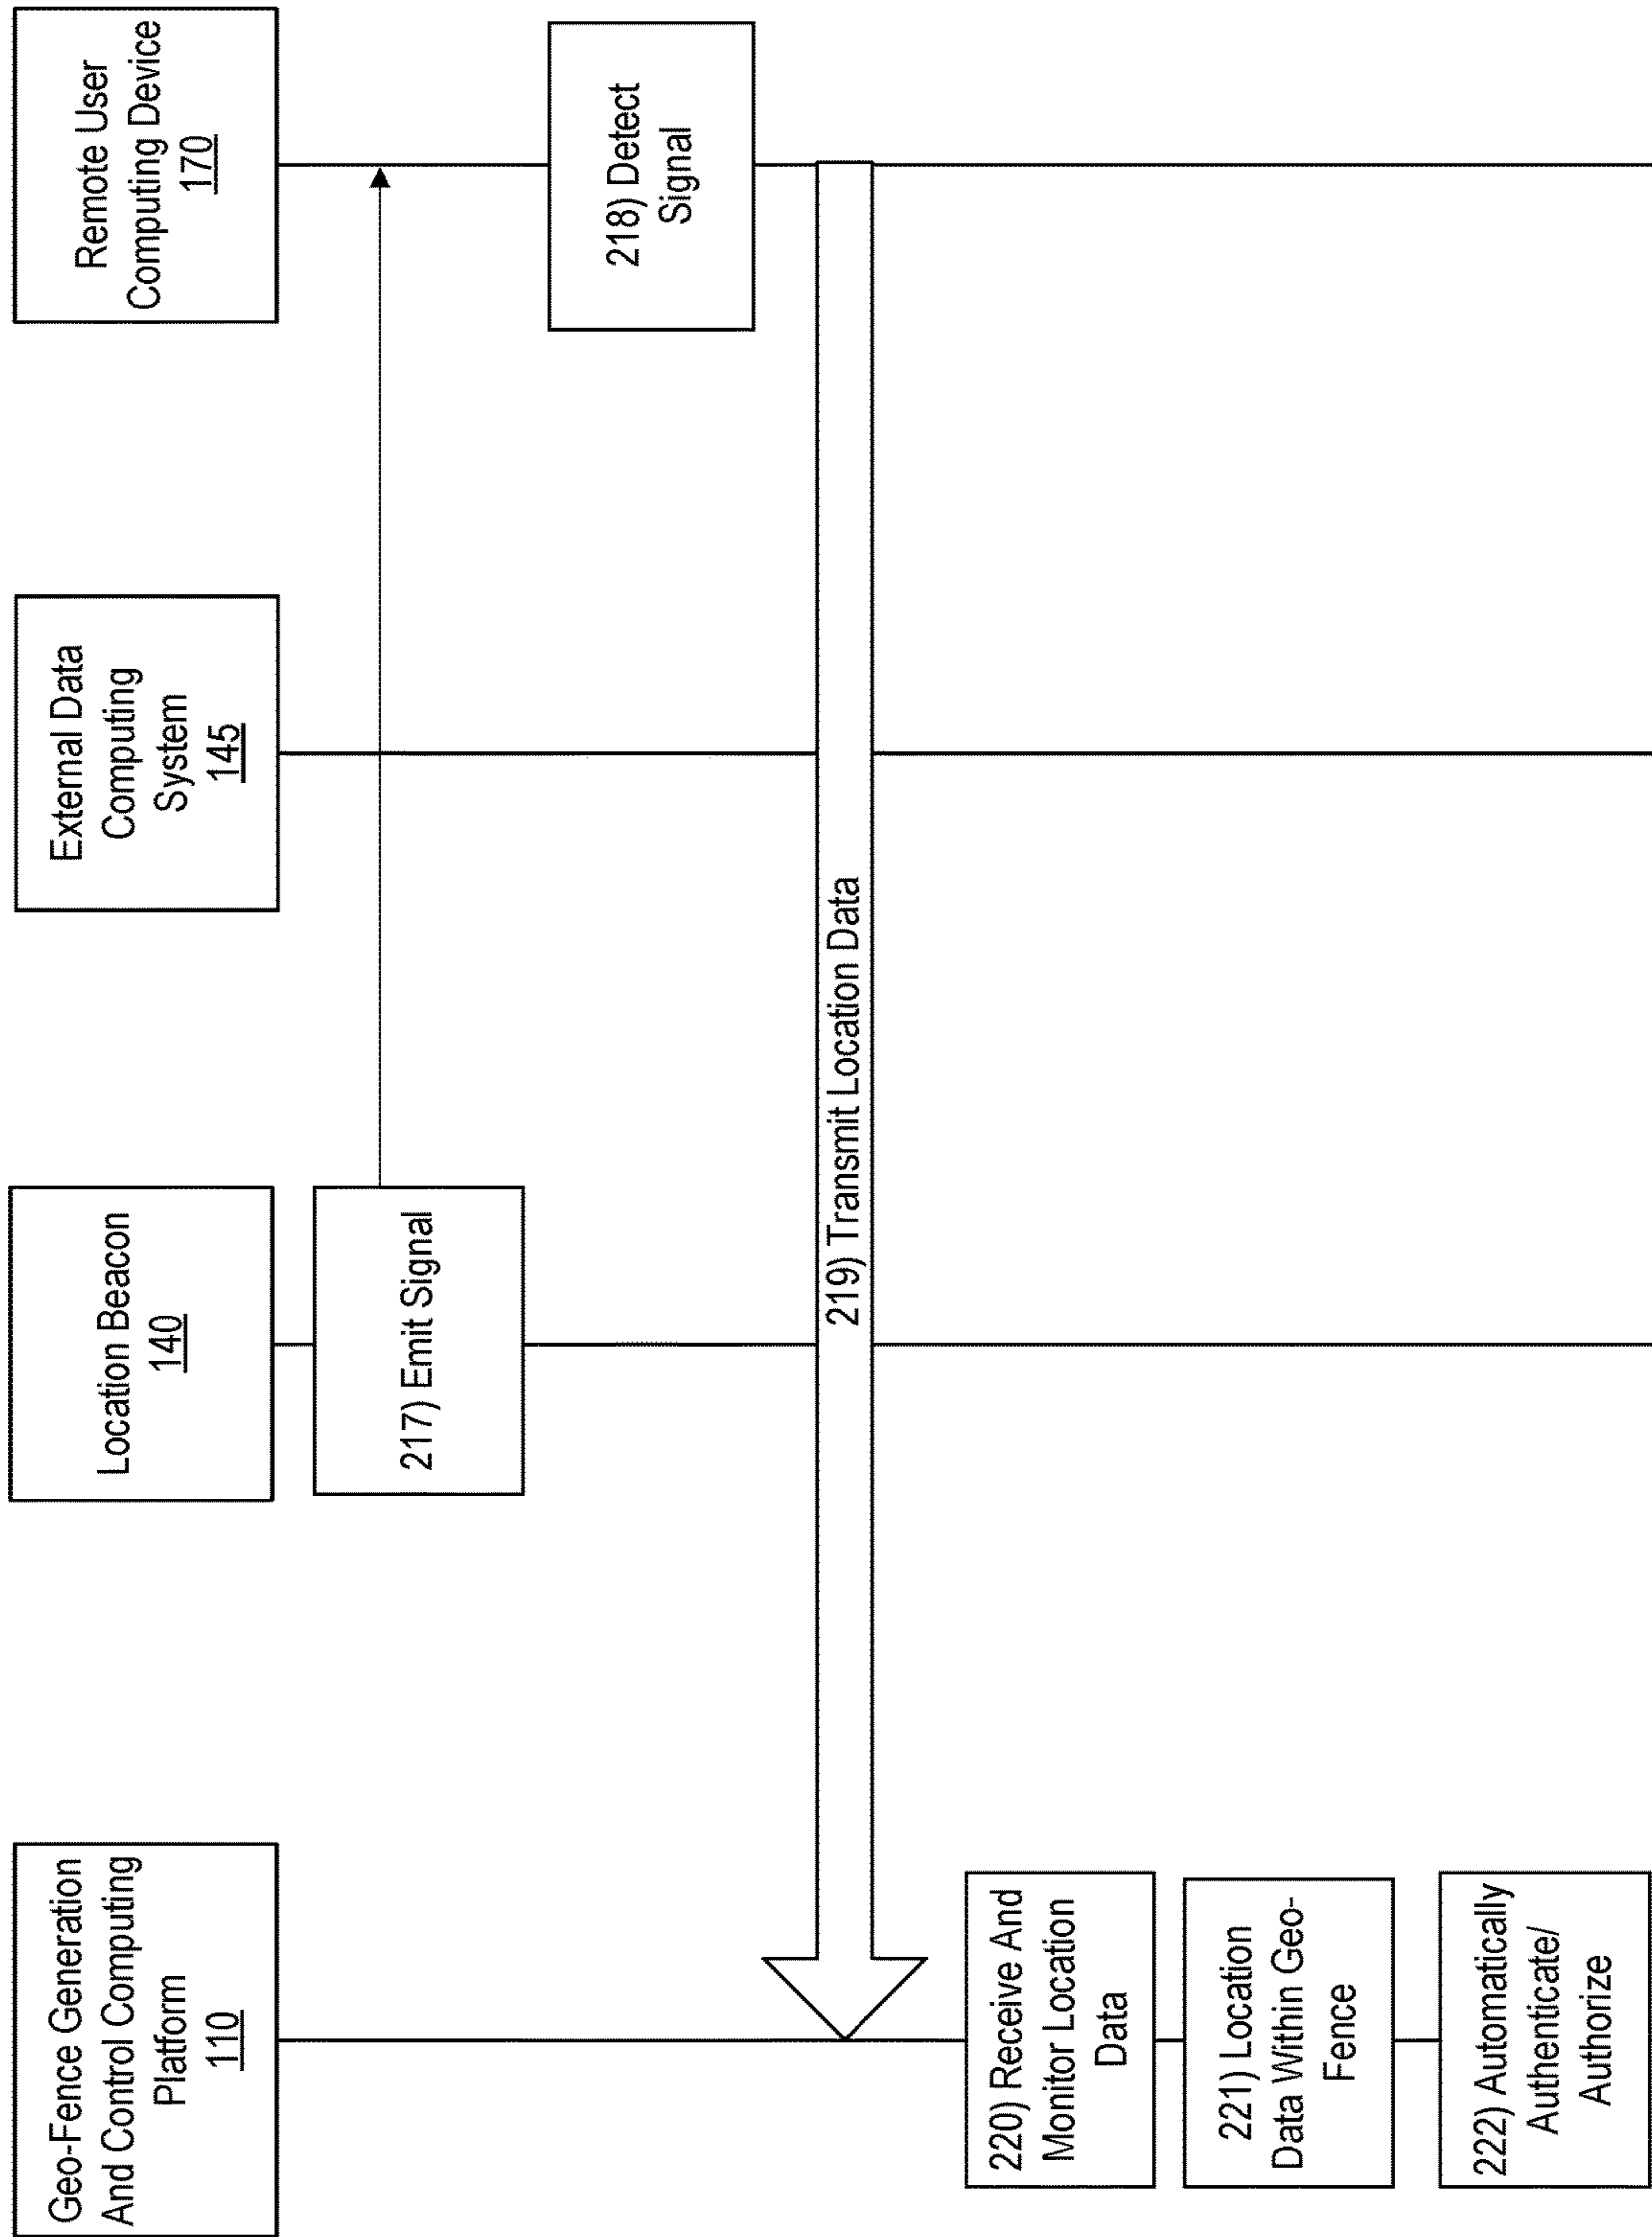 Geo-Fence Generation
And Control Computing
Platform
110
Location Beacon
140
External Data
Computing
System
145
Remote User
Computing Device
170
217) Emit Signal
218) Detect
Signal
219) Transmit Location Data
220) Receive And
Monitor Location
Data
221) Location
Data Within Geo-
Fence
222) Automatically
Authenticate/
Authorize